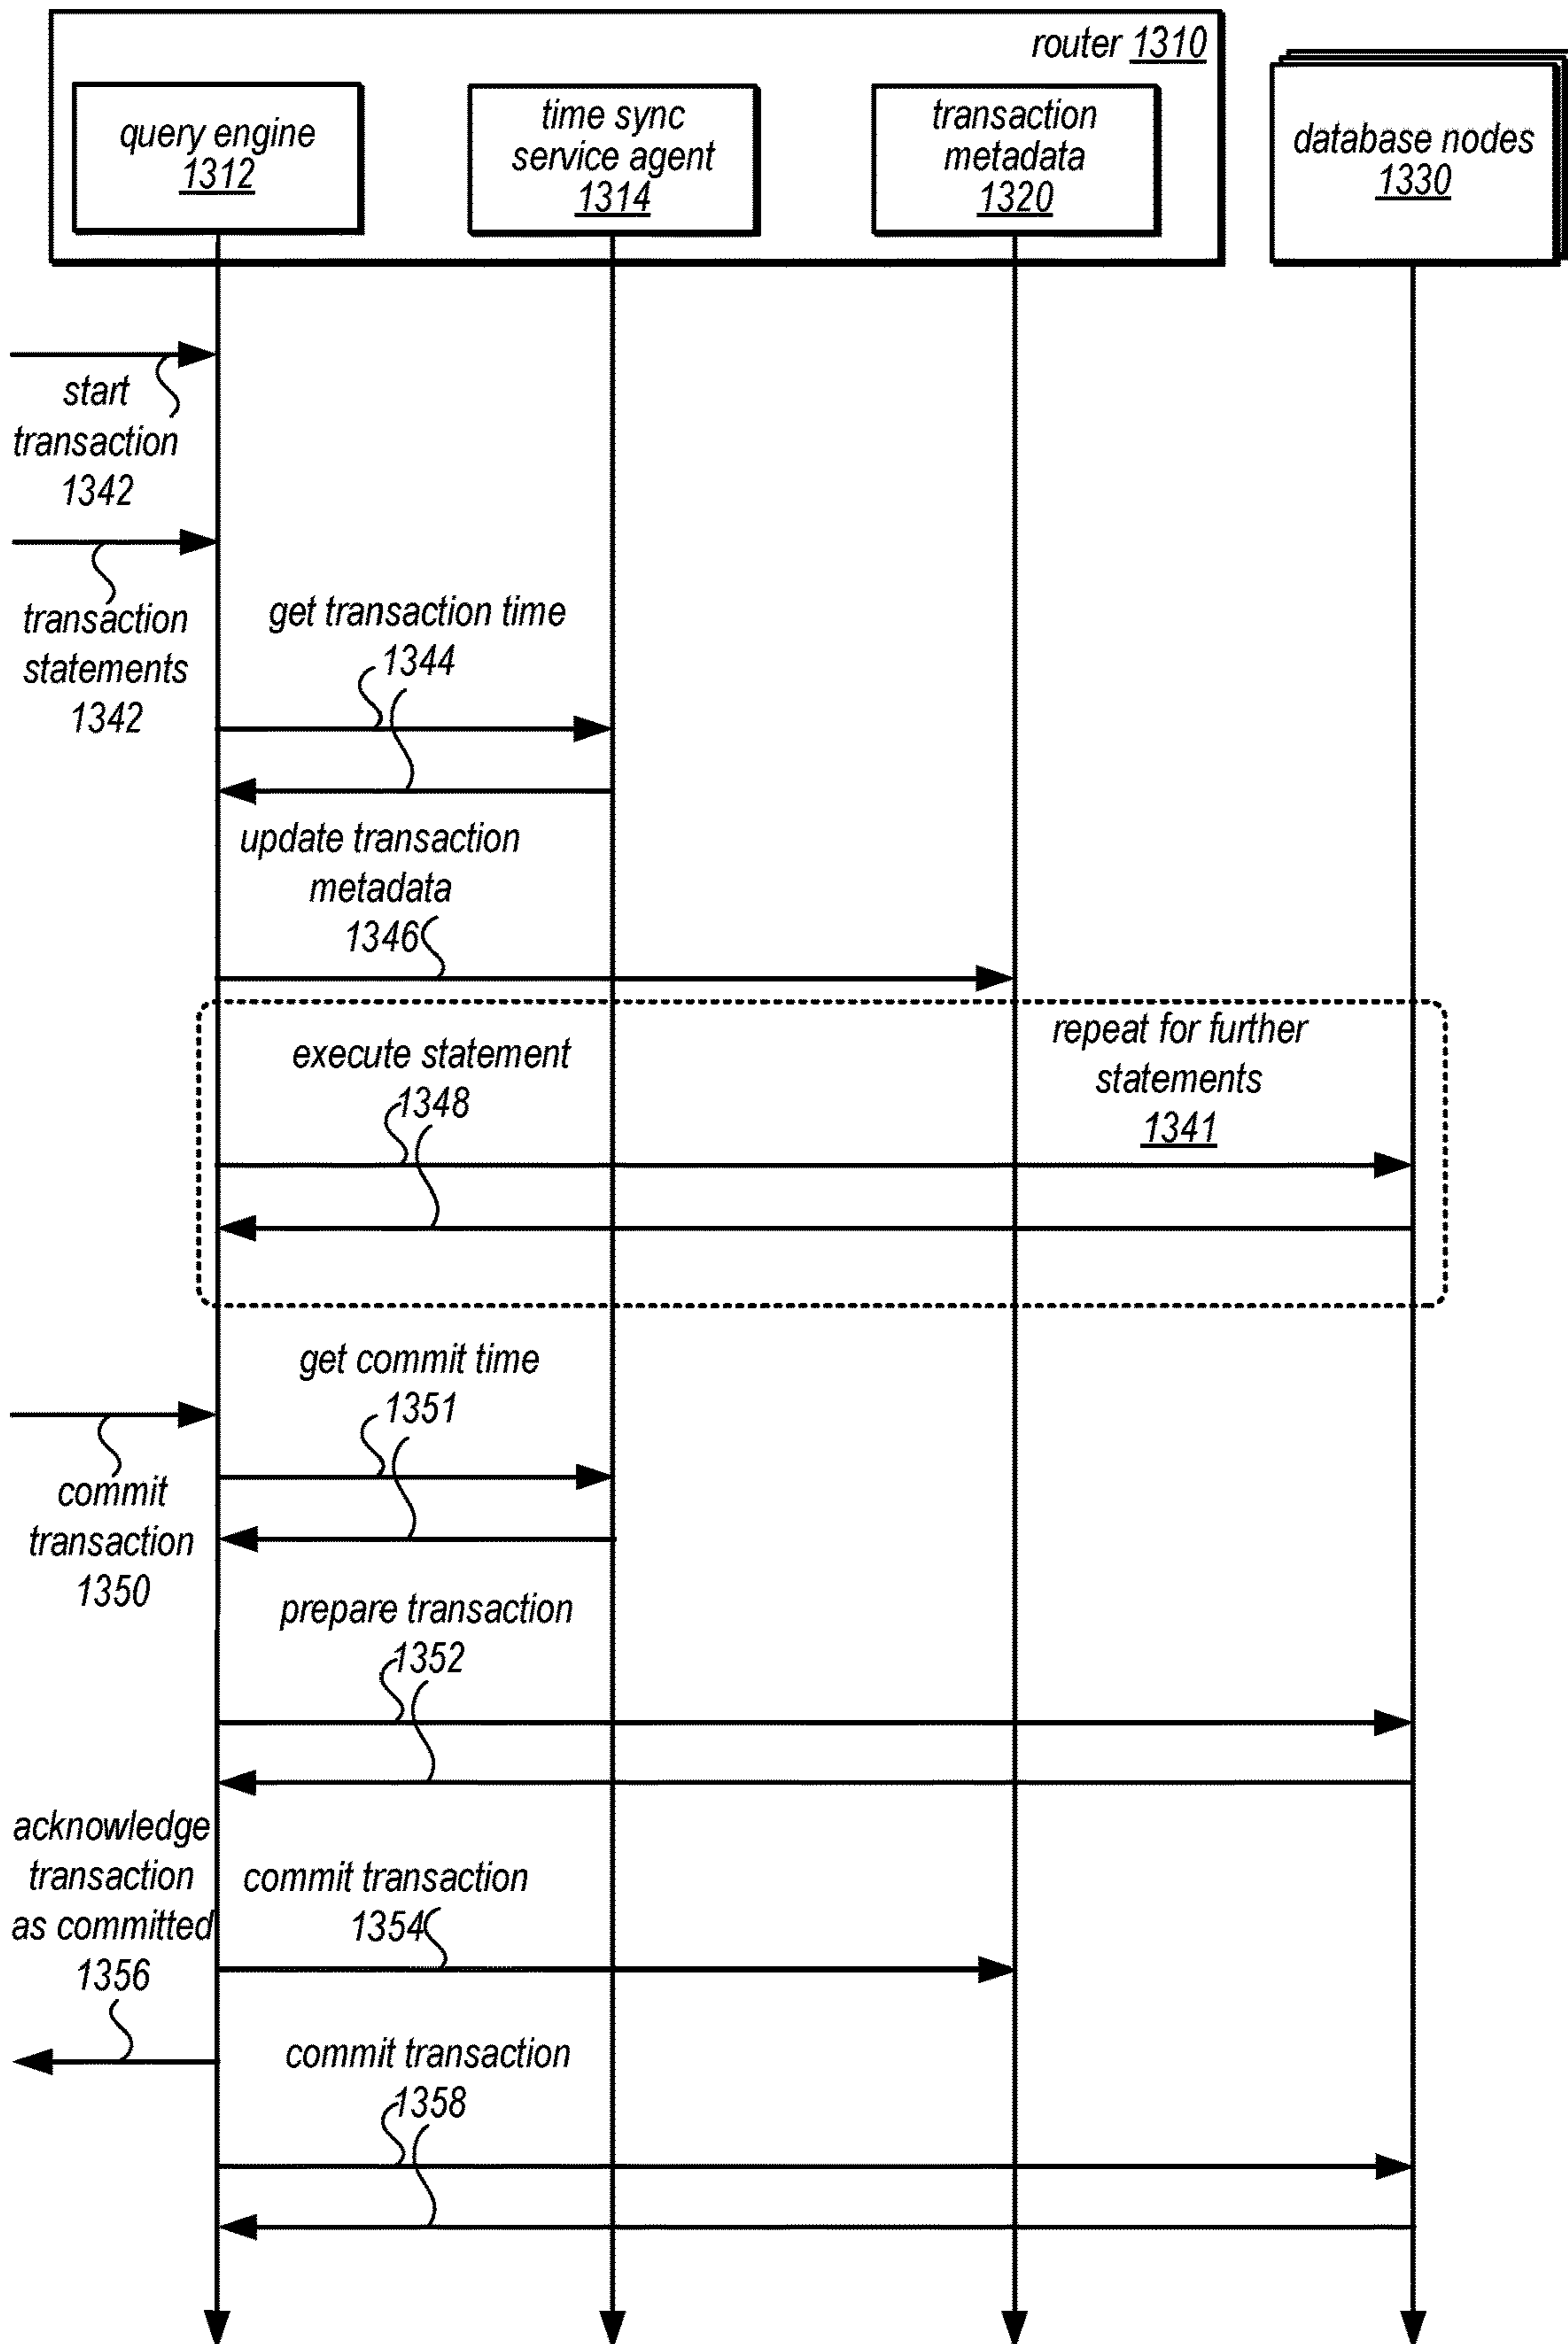 router 1310
query engine
1312
time sync
service agent
1314
transaction
metadata
1320
database nodes
1330
start
transaction
1342
transaction
statements
1342
get transaction time
1344
update transaction
metadata
1346
repeat for further
statements
1341
execute statement
1348
get commit time
1351
commit
transaction
1350
prepare transaction
1352
acknowledge
transaction
as committed
1356
commit transaction
1354
commit transaction
1358